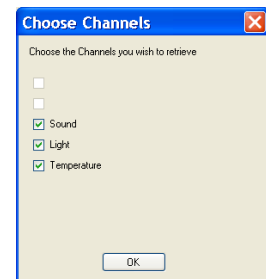 Choose Channels
Choose the Channels you wish to retrieve
Sound
Light
Temperature
OK